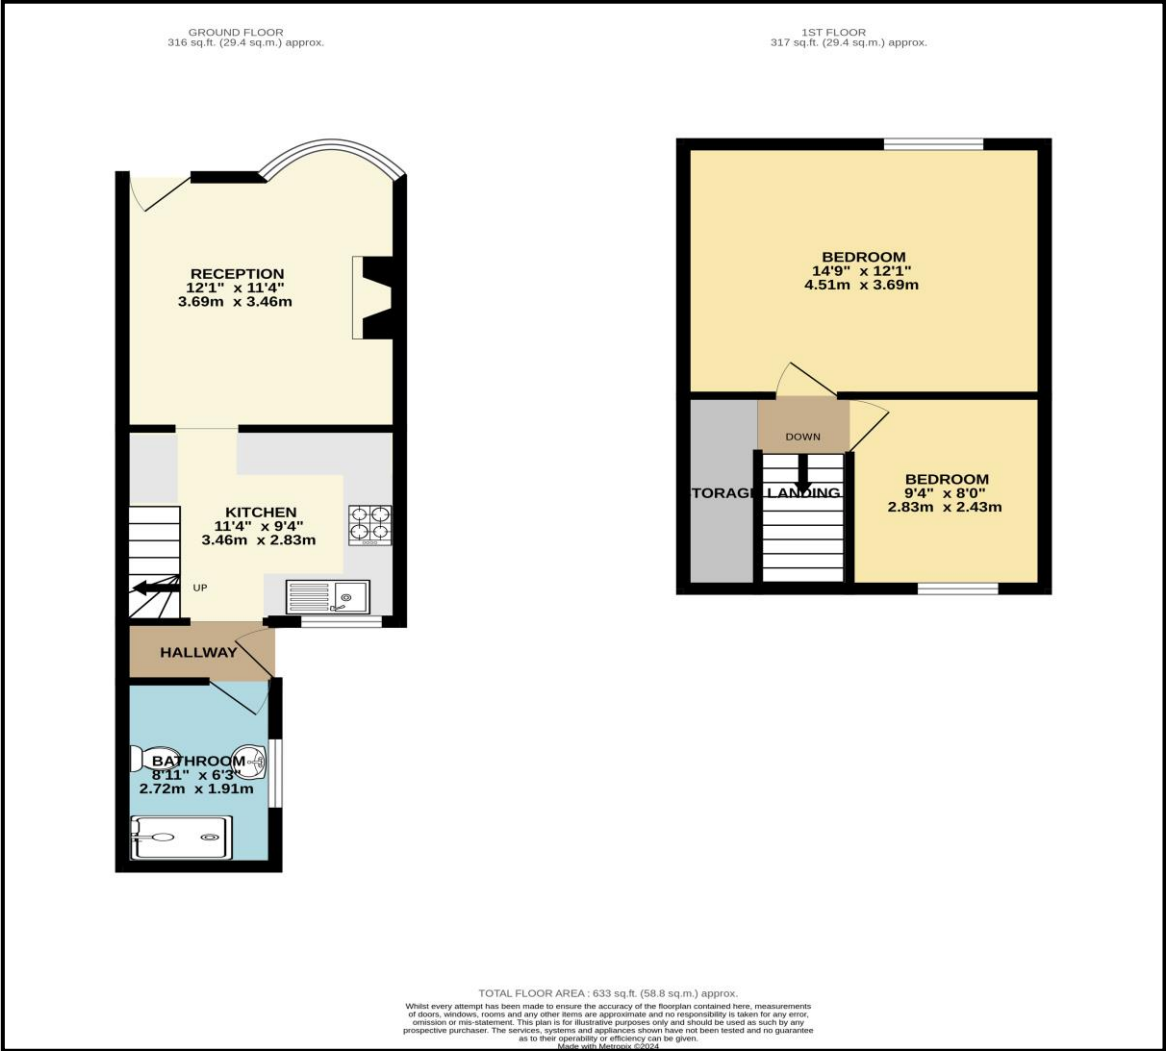 GROUND FLOOR
316 sq.ft. (29.4 sq.m.) approx.
1ST FLOOR
317 sq.ft. (29.4 sq.m.) approx.
RECEPTION
12'1" x 11'4"
3.69m x 3.46m
KITCHEN
11'4" x 9'4"
3.46m x 2.83m
UP
HALLWAY
BATHROOM
8'11" x 6'3"
2.72m x 1.91m
BEDROOM
14'9" x 12'1"
4.51m x 3.69m
DOWN
TORAGE LANDING
BEDROOM
9'4" x 8'0"
2.83m x 2.43m
TOTAL FLOOR AREA : 633 sq.ft. (58.8 sq.m.) approx.
Whilst every attempt has been made to ensure the accuracy of the floorplan contained here, measurements
of doors, windows, rooms and any other items are approximate and no responsibility is taken for any error,
omission or mis-statement. This plan is for illustrative purposes only and should be used as such by any
prospective purchaser. The services, systems and appliances shown have not been tested and no guarantee
as to their operability or efficiency can be given.
Made with Metropix ©2024